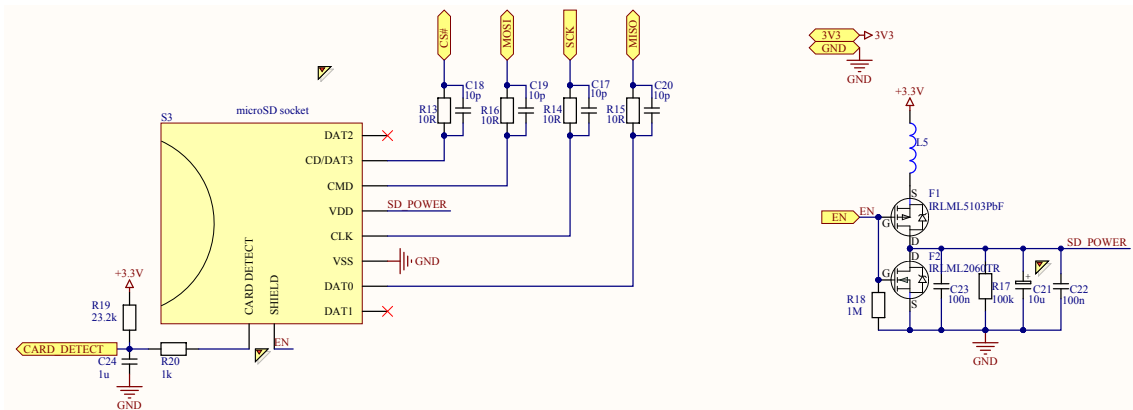 CS#
MOSI
SCK
MISO
C18
10p
R13
10R
C19
10p
R16
10R
C17
10p
R14
10R
C20
10p
R15
10R
microSD socket
S3
DAT2
CD/DAT3
CMD
VDD
SD_POWER
CLK
VSS
GND
DAT0
DAT1
CARD DETECT
SHIELD
EN
+3.3V
R19
23.2k
CARD_DETECT
C24
1u
R20
1k
GND
3V3
3V3
GND
GND
+3.3V
L5
S
F1
IRLML5103PbF
EN
EN
G
D
SD_POWER
D
F2
IRLML2060TR
G
S
R18
1M
C23
100n
R17
100k
+
C21
10u
C22
100n
GND